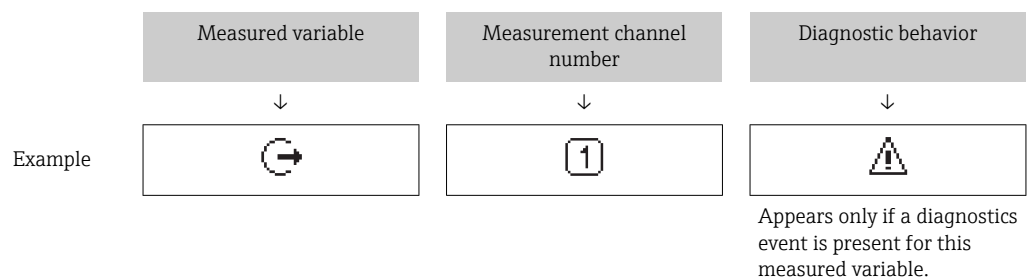 Measured variable
Measurement channel
number
Diagnostic behavior
↓
↓
↓
Example
1
Appears only if a diagnostics
event is present for this
measured variable.